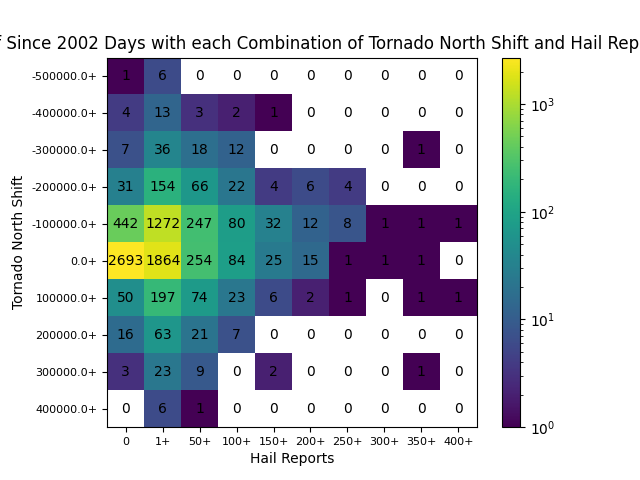 Since 2002 Days with each Combination of Tornado North Shift and Hail
Tornado North Shift
-500000.0+ 1 6 0 0 0 0 0 0 0 0
-400000.0+ 4 13 3 2 1 0 0 0 0 0
-300000.0+ 7 36 18 12 0 0 0 0 1 0
-200000.0+ 31 154 66 22 4 6 4 0 0 0
-100000.0+ 442 1272 247 80 32 12 8 1 1 1
0.0+ 2693 1864 254 84 25 15 1 1 1 0
100000.0+ 50 197 74 23 6 2 1 0 1 1
200000.0+ 16 63 21 7 0 0 0 0 0 0
300000.0+ 3 23 9 0 2 0 0 0 1 0
400000.0+ 0 6 1 0 0 0 0 0 0 0
0 1+ 50+ 100+ 150+ 200+ 250+ 300+ 350+ 400+
Hail Reports
10³
10²
10¹
10⁰